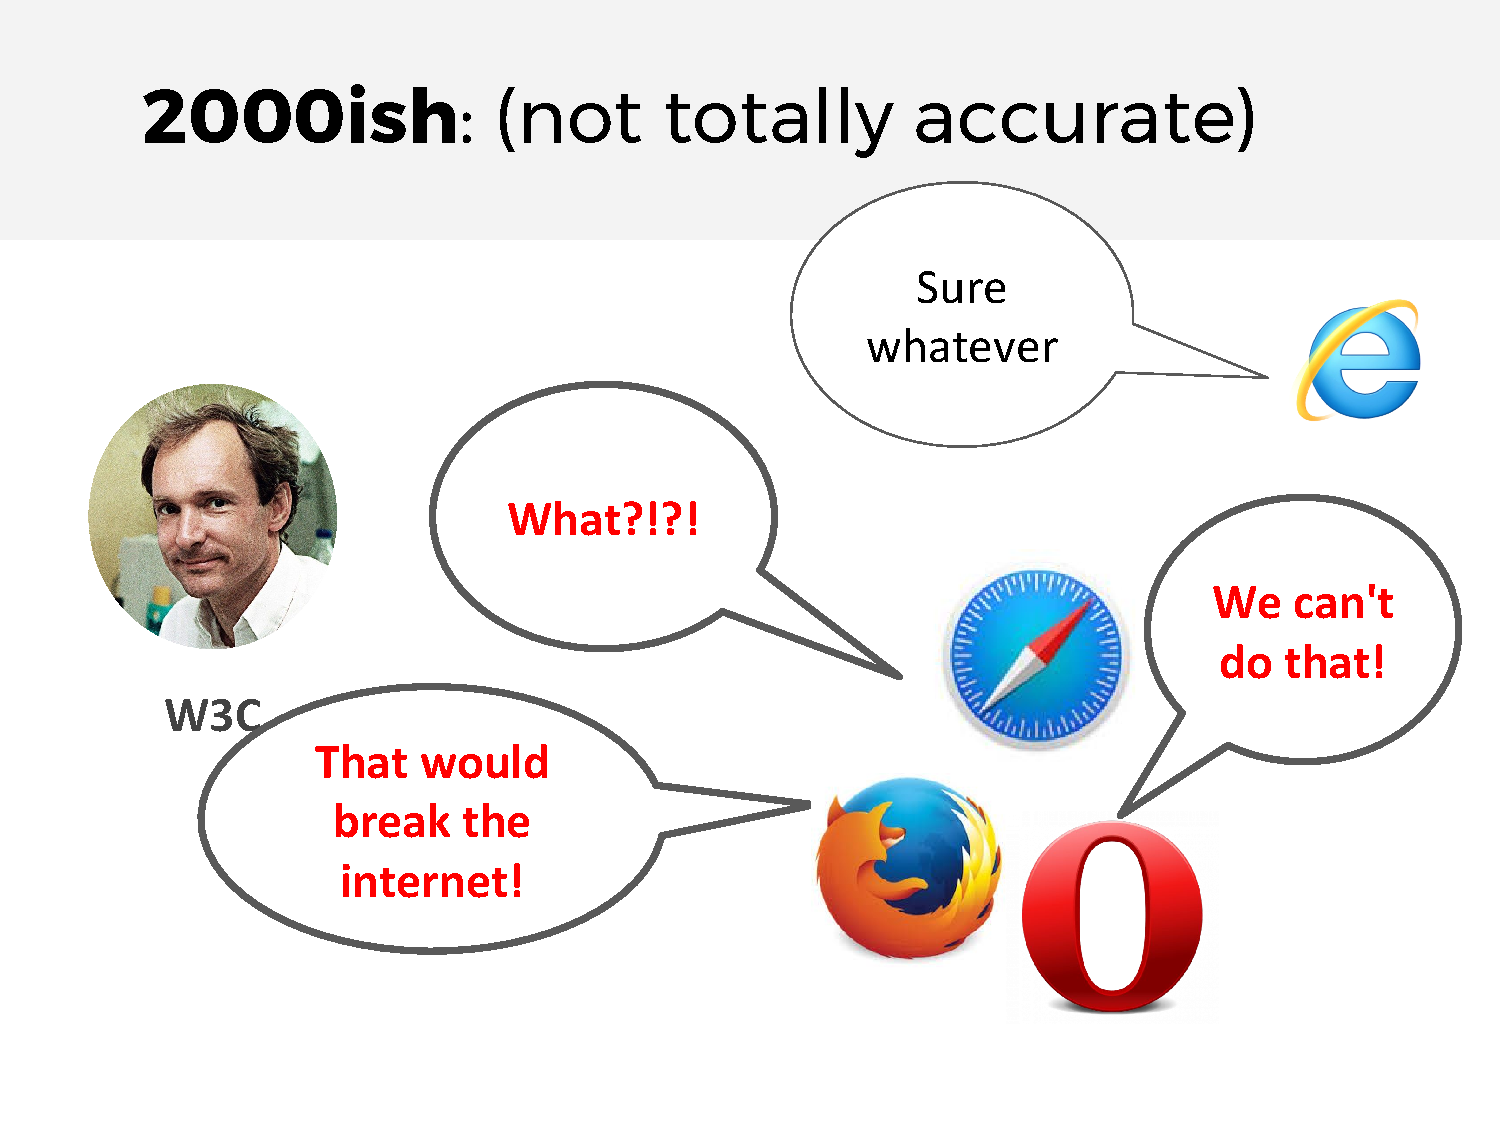 2000ish: (not totally accurate)
Sure
whatever
What?!?!
We can't
do that!
W3C
That would
break the
internet!